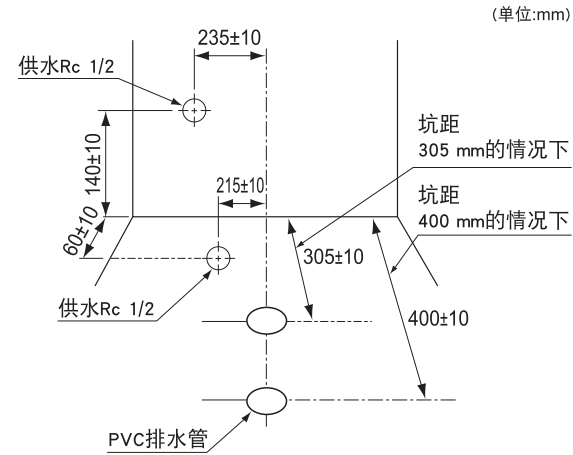 (单位:mm)
235±10
供水Rc 1/2
坑距
305 mm的情况下
140±10
215±10
坑距
400 mm的情况下
60±10
305±10
供水Rc 1/2
400±10
PVC排水管